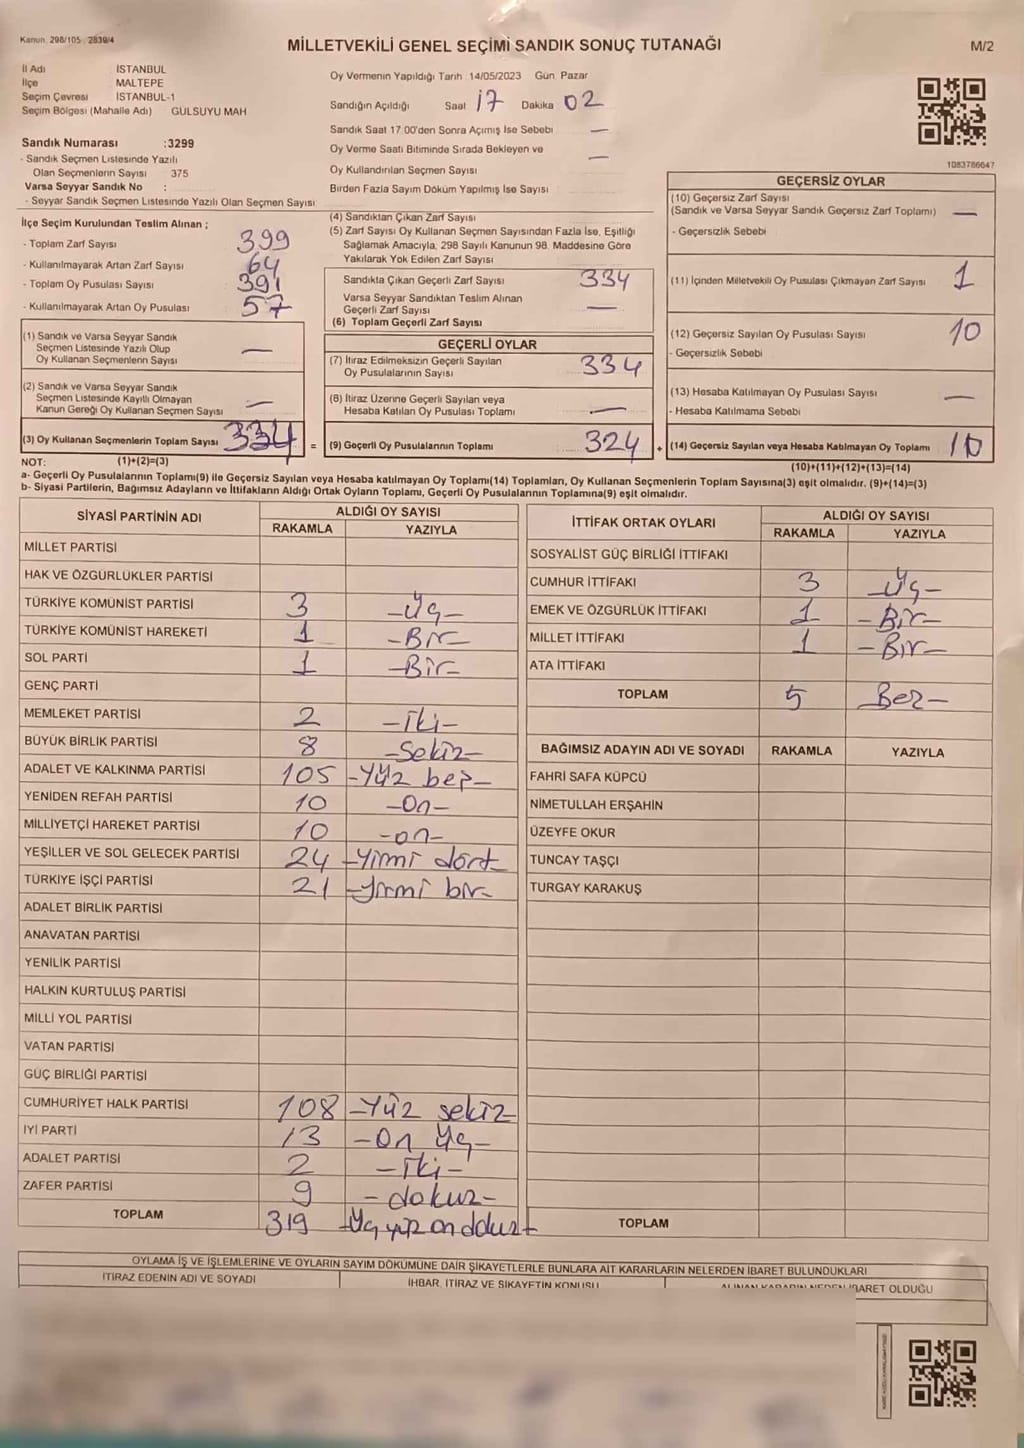 Kanun. 298/105 ; 2839/4
MİLLETVEKİLİ GENEL SEÇİMİ SANDIK SONUÇ TUTANAĞI
M/2
İl Adı İSTANBUL
İlçe MALTEPE
Seçim Çevresi İSTANBUL-1
Seçim Bölgesi (Mahalle Adı) GÜLSUYU MAH
Sandık Numarası :3299
- Sandık Seçmen Listesinde Yazılı
Olan Seçmenlerin Sayısı 375
Varsa Seyyar Sandık No :
- Seyyar Sandık Seçmen Listesinde Yazılı Olan Seçmen Sayısı
Oy Vermenin Yapıldığı Tarih 14/05/2023 Gün Pazar
Sandığın Açıldığı Saat 17 Dakika 02
Sandık Saat 17.00'den Sonra Açımış İse Sebebi —
Oy Verme Saati Bitiminde Sırada Bekleyen ve
Oy Kullandırılan Seçmen Sayısı —
Birden Fazla Sayım Döküm Yapılmış İse Sayısı
1083786647
İlçe Seçim Kurulundan Teslim Alınan ;
- Toplam Zarf Sayısı 399
- Kullanılmayarak Artan Zarf Sayısı 64
- Toplam Oy Pusulası Sayısı 391
- Kullanılmayarak Artan Oy Pusulası 57
(1) Sandık ve Varsa Seyyar Sandık
Seçmen Listesinde Yazılı Olup
Oy Kullanan Seçmenlerin Sayısı —
(2) Sandık ve Varsa Seyyar Sandık
Seçmen Listesinde Kayıtlı Olmayan
Kanun Gereği Oy Kullanan Seçmen Sayısı —
(3) Oy Kullanan Seçmenlerin Toplam Sayısı 334
(1)+(2)=(3)
(4) Sandıktan Çıkan Zarf Sayısı
(5) Zarf Sayısı Oy Kullanan Seçmen Sayısından Fazla İse, Eşitliği
Sağlamak Amacıyla, 298 Sayılı Kanunun 98. Maddesine Göre
Yakılarak Yok Edilen Zarf Sayısı
Sandıkta Çıkan Geçerli Zarf Sayısı 334
Varsa Seyyar Sandıktan Teslim Alınan
Geçerli Zarf Sayısı —
(6) Toplam Geçerli Zarf Sayısı
GEÇERLİ OYLAR
(7) İtiraz Edilmeksizin Geçerli Sayılan
Oy Pusulalarının Sayısı 334
(8) İtiraz Üzerine Geçerli Sayılan veya
Hesaba Katılan Oy Pusulası Toplamı —
= (9) Geçerli Oy Pusulalarının Toplamı 324 +
GEÇERSİZ OYLAR
(10) Geçersiz Zarf Sayısı
(Sandık ve Varsa Seyyar Sandık Geçersiz Zarf Toplamı) —
- Geçersizlik Sebebi
(11) İçinden Milletvekili Oy Pusulası Çıkmayan Zarf Sayısı 1
(12) Geçersiz Sayılan Oy Pusulası Sayısı 10
- Geçersizlik Sebebi
(13) Hesaba Katılmayan Oy Pusulası Sayısı —
- Hesaba Katılmama Sebebi
(14) Geçersiz Sayılan veya Hesaba Katılmayan Oy Toplamı 10
(10)+(11)+(12)+(13)=(14)
NOT:
a- Geçerli Oy Pusulalarının Toplamı(9) ile Geçersiz Sayılan veya Hesaba katılmayan Oy Toplamı(14) Toplamları, Oy Kullanan Seçmenlerin Toplam Sayısına(3) eşit olmalıdır. (9)+(14)=(3)
b- Siyasi Partilerin, Bağımsız Adayların ve İttifakların Aldığı Ortak Oyların Toplamı, Geçerli Oy Pusulalarının Toplamına(9) eşit olmalıdır.
SİYASİ PARTİNİN ADI ALDIĞI OY SAYISI
RAKAMLA YAZIYLA
MİLLET PARTİSİ
HAK VE ÖZGÜRLÜKLER PARTİSİ
TÜRKİYE KOMÜNİST PARTİSİ 3 -Üç-
TÜRKİYE KOMÜNİST HAREKETİ 1 -Bir-
SOL PARTİ 1 -Bir-
GENÇ PARTİ
MEMLEKET PARTİSİ 2 -İki-
BÜYÜK BİRLİK PARTİSİ 8 -Sekiz-
ADALET VE KALKINMA PARTİSİ 105 -Yüz beş-
YENİDEN REFAH PARTİSİ 10 -On-
MİLLİYETÇİ HAREKET PARTİSİ 10 -on-
YEŞİLLER VE SOL GELECEK PARTİSİ 24 -Yirmi dört-
TÜRKİYE İŞÇİ PARTİSİ 21 -Yirmi bir-
ADALET BİRLİK PARTİSİ
ANAVATAN PARTİSİ
YENİLİK PARTİSİ
HALKIN KURTULUŞ PARTİSİ
MİLLİ YOL PARTİSİ
VATAN PARTİSİ
GÜÇ BİRLİĞİ PARTİSİ
CUMHURİYET HALK PARTİSİ 108 -Yüz sekiz-
İYİ PARTİ 13 -On Üç-
ADALET PARTİSİ 2 -İki-
ZAFER PARTİSİ 9 -dokuz-
TOPLAM 319
İTTİFAK ORTAK OYLARI ALDIĞI OY SAYISI
RAKAMLA YAZIYLA
SOSYALİST GÜÇ BİRLİĞİ İTTİFAKI
CUMHUR İTTİFAKI 3 -Üç-
EMEK VE ÖZGÜRLÜK İTTİFAKI 1 -Bir-
MİLLET İTTİFAKI 1 -Bir-
ATA İTTİFAKI
TOPLAM 5 Beş-
BAĞIMSIZ ADAYIN ADI VE SOYADI RAKAMLA YAZIYLA
FAHRİ SAFA KÜPCÜ
NİMETULLAH ERŞAHİN
ÜZEYFE OKUR
TUNCAY TAŞÇI
TURGAY KARAKUŞ
TOPLAM
OYLAMA İŞ VE İŞLEMLERİNE VE OYLARIN SAYIM DÖKÜMÜNE DAİR ŞİKAYETLERLE BUNLARA AİT KARARLARIN NELERDEN İBARET BULUNDUKLARI
İTİRAZ EDENİN ADI VE SOYADI İHBAR, İTİRAZ VE ŞİKAYETİN KONUSU ALINAN KARARIN NEDEN İBARET OLDUĞU